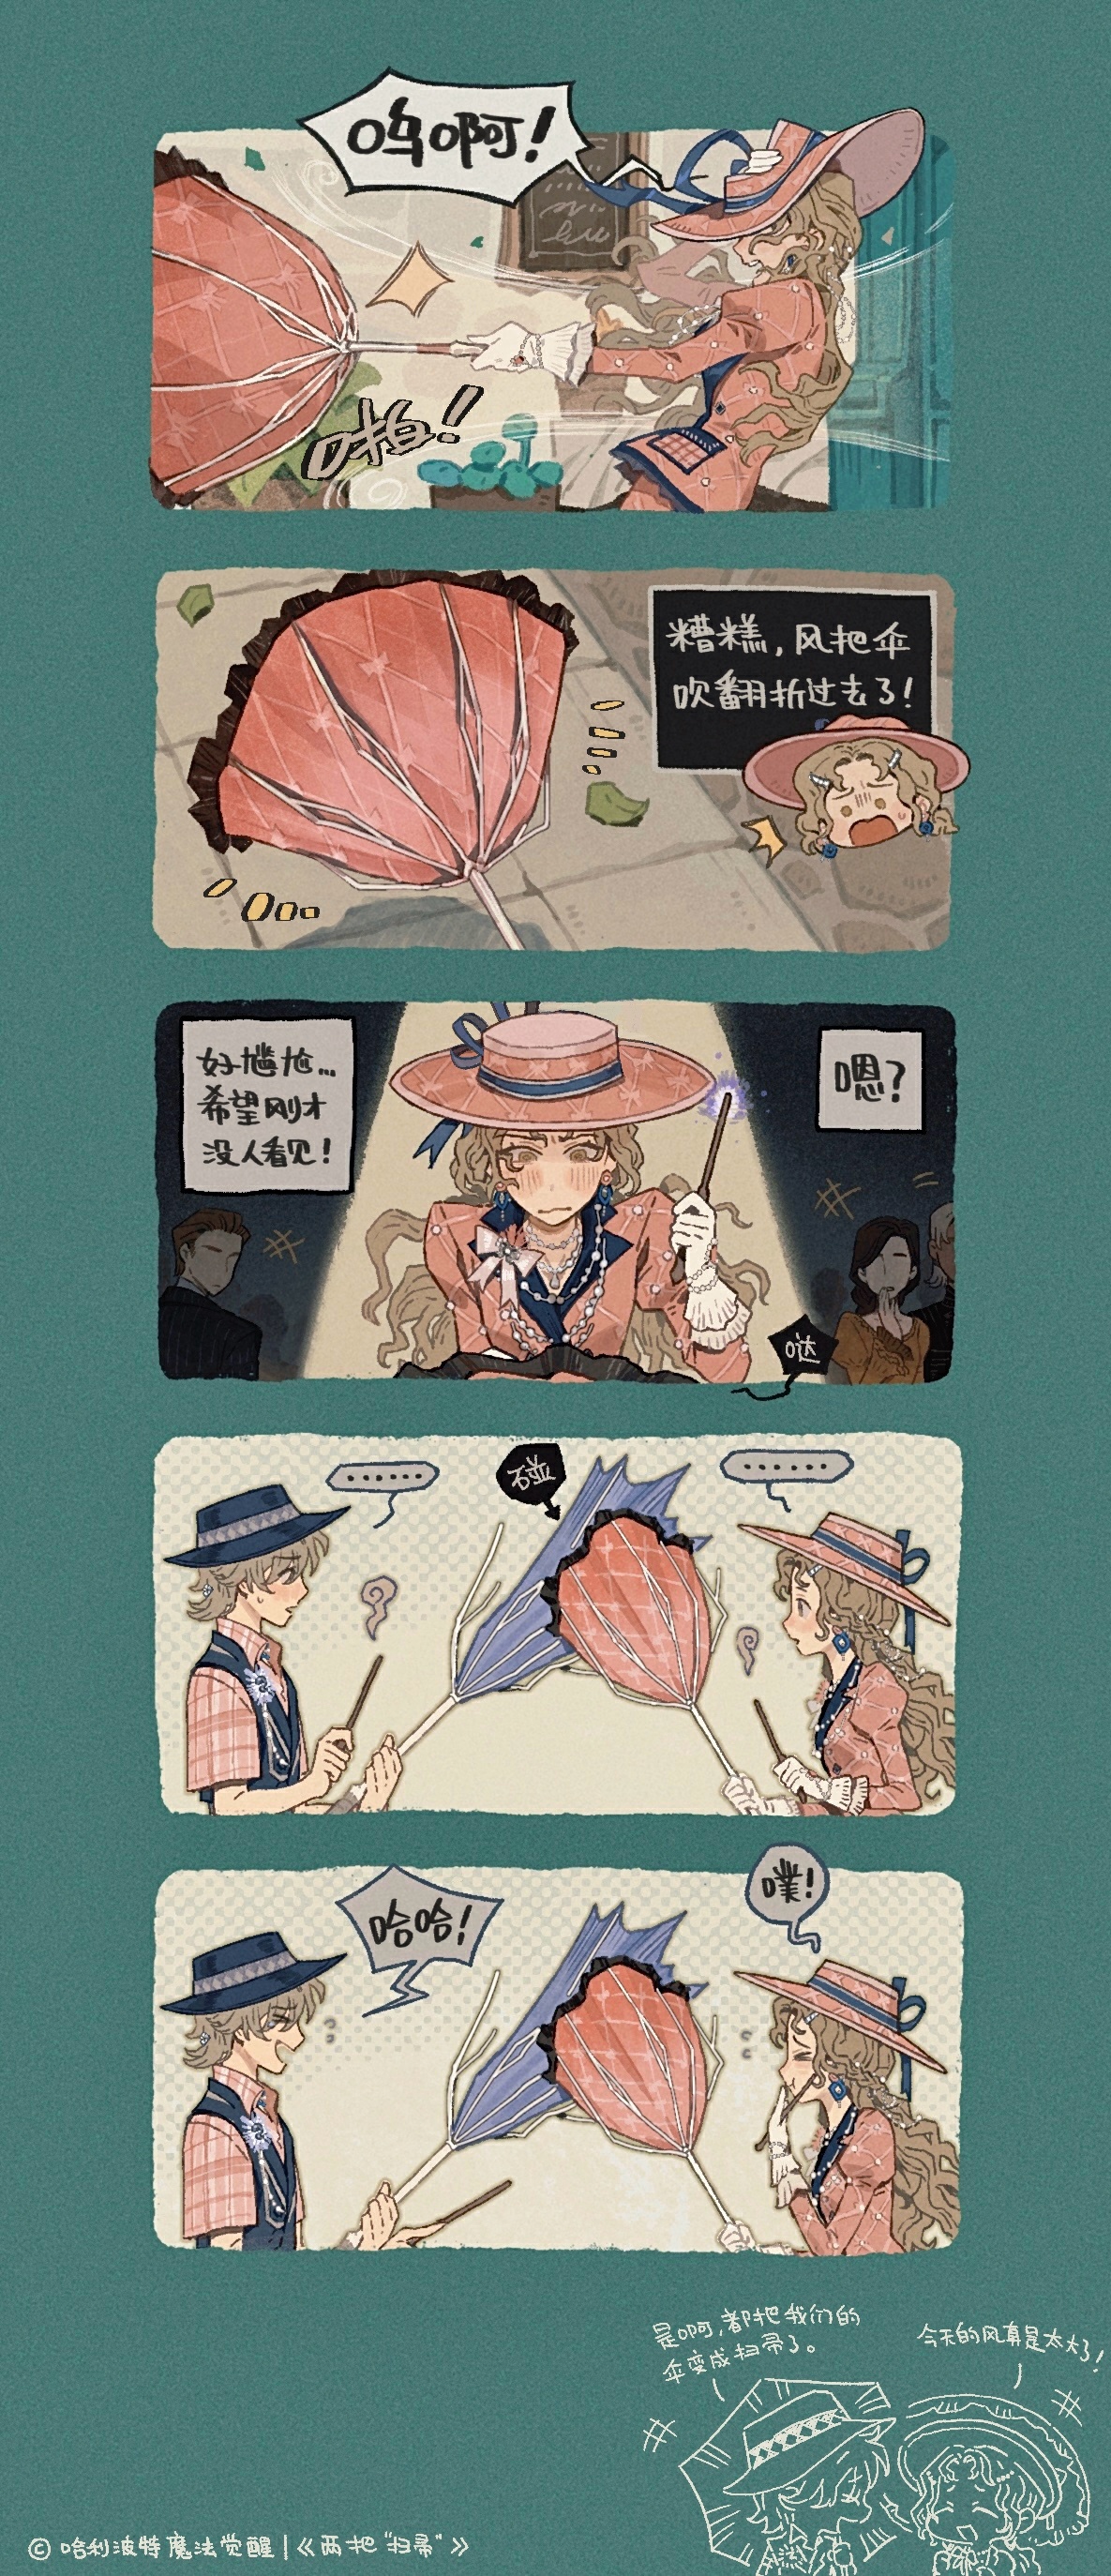 呜啊!
啪!
糟糕,风把伞
吹翻折过去了!
好尴尬...
希望刚才
没人看见!
嗯?
哒
......
碰
......
哈哈!
噗!
是啊,都把我们的
伞变成扫帚了。
今天的风真是太大了!
© 哈利波特魔法觉醒 | 《两把“扫帚”》